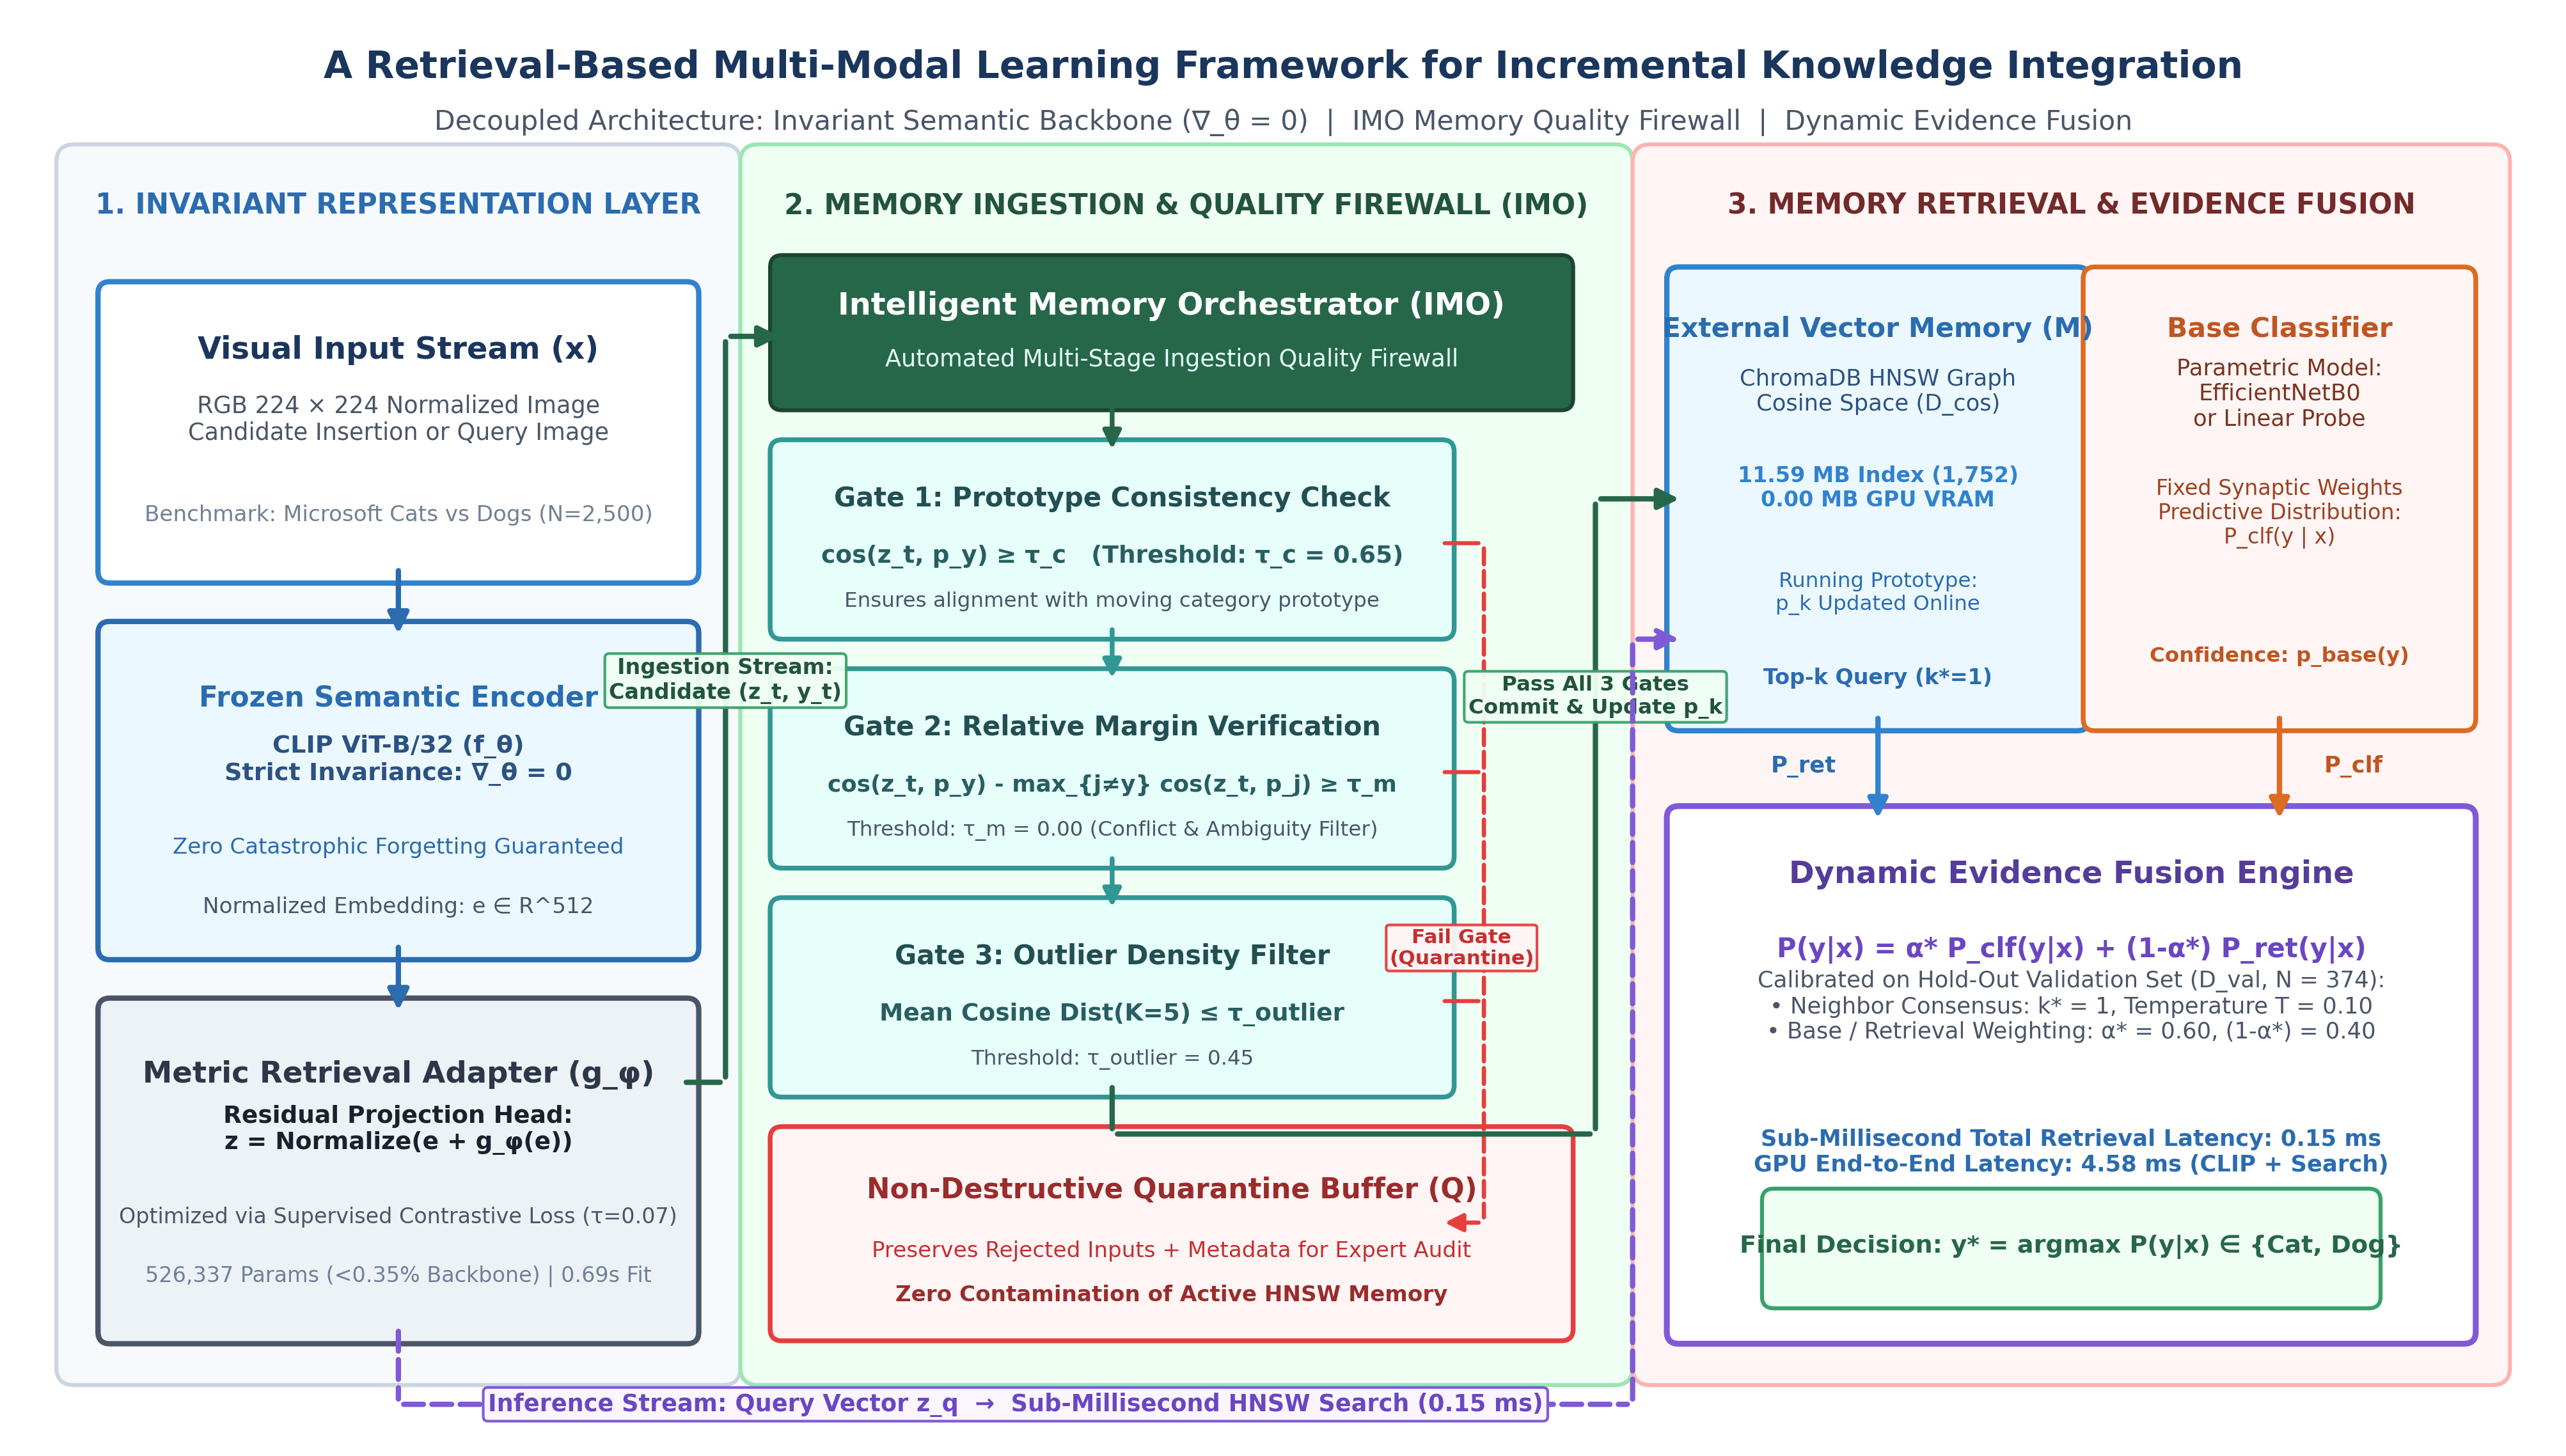 A Retrieval-Based Multi-Modal Learning Framework for Incremental Knowledge Integration
Decoupled Architecture: Invariant Semantic Backbone (∇_θ = 0) | IMO Memory Quality Firewall | Dynamic Evidence Fusion
1. INVARIANT REPRESENTATION LAYER
Visual Input Stream (x)
RGB 224 × 224 Normalized Image
Candidate Insertion or Query Image
Benchmark: Microsoft Cats vs Dogs (N=2,500)
Frozen Semantic Encoder
CLIP ViT-B/32 (f_θ)
Strict Invariance: ∇_θ = 0
Zero Catastrophic Forgetting Guaranteed
Normalized Embedding: e ∈ R^512
Metric Retrieval Adapter (g_φ)
Residual Projection Head:
z = Normalize(e + g_φ(e))
Optimized via Supervised Contrastive Loss (τ=0.07)
526,337 Params (<0.35% Backbone) | 0.69s Fit
Ingestion Stream:
Candidate (z_t, y_t)
2. MEMORY INGESTION & QUALITY FIREWALL (IMO)
Intelligent Memory Orchestrator (IMO)
Automated Multi-Stage Ingestion Quality Firewall
Gate 1: Prototype Consistency Check
cos(z_t, p_y) ≥ τ_c (Threshold: τ_c = 0.65)
Ensures alignment with moving category prototype
Gate 2: Relative Margin Verification
cos(z_t, p_y) - max_{j≠y} cos(z_t, p_j) ≥ τ_m
Threshold: τ_m = 0.00 (Conflict & Ambiguity Filter)
Gate 3: Outlier Density Filter
Mean Cosine Dist(K=5) ≤ τ_outlier
Threshold: τ_outlier = 0.45
Fail Gate
(Quarantine)
Non-Destructive Quarantine Buffer (Q)
Preserves Rejected Inputs + Metadata for Expert Audit
Zero Contamination of Active HNSW Memory
Pass All 3 Gates
Commit & Update p_k
3. MEMORY RETRIEVAL & EVIDENCE FUSION
External Vector Memory (M)
ChromaDB HNSW Graph
Cosine Space (D_cos)
11.59 MB Index (1,752)
0.00 MB GPU VRAM
Running Prototype:
p_k Updated Online
Top-k Query (k*=1)
Base Classifier
Parametric Model:
EfficientNetB0
or Linear Probe
Fixed Synaptic Weights
Predictive Distribution:
P_clf(y | x)
Confidence: p_base(y)
P_ret
P_clf
Dynamic Evidence Fusion Engine
P(y|x) = α* P_clf(y|x) + (1-α*) P_ret(y|x)
Calibrated on Hold-Out Validation Set (D_val, N = 374):
• Neighbor Consensus: k* = 1, Temperature T = 0.10
• Base / Retrieval Weighting: α* = 0.60, (1-α*) = 0.40
Sub-Millisecond Total Retrieval Latency: 0.15 ms
GPU End-to-End Latency: 4.58 ms (CLIP + Search)
Final Decision: y* = argmax P(y|x) ∈ {Cat, Dog}
Inference Stream: Query Vector z_q → Sub-Millisecond HNSW Search (0.15 ms)